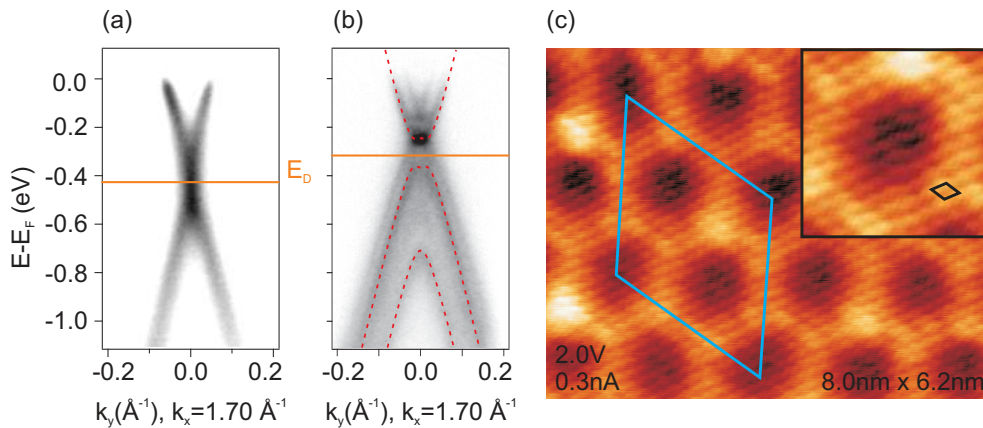 (a)
(b)
(c)
0.0
-0.2
-0.4
-0.6
-0.8
-1.0
E-E_F (eV)
E_D
-0.2 0.0 0.2
-0.2 0.0 0.2
k_y(Å⁻¹), k_x=1.70 Å⁻¹
k_y(Å⁻¹), k_x=1.70 Å⁻¹
2.0V
0.3nA
8.0nm x 6.2nm